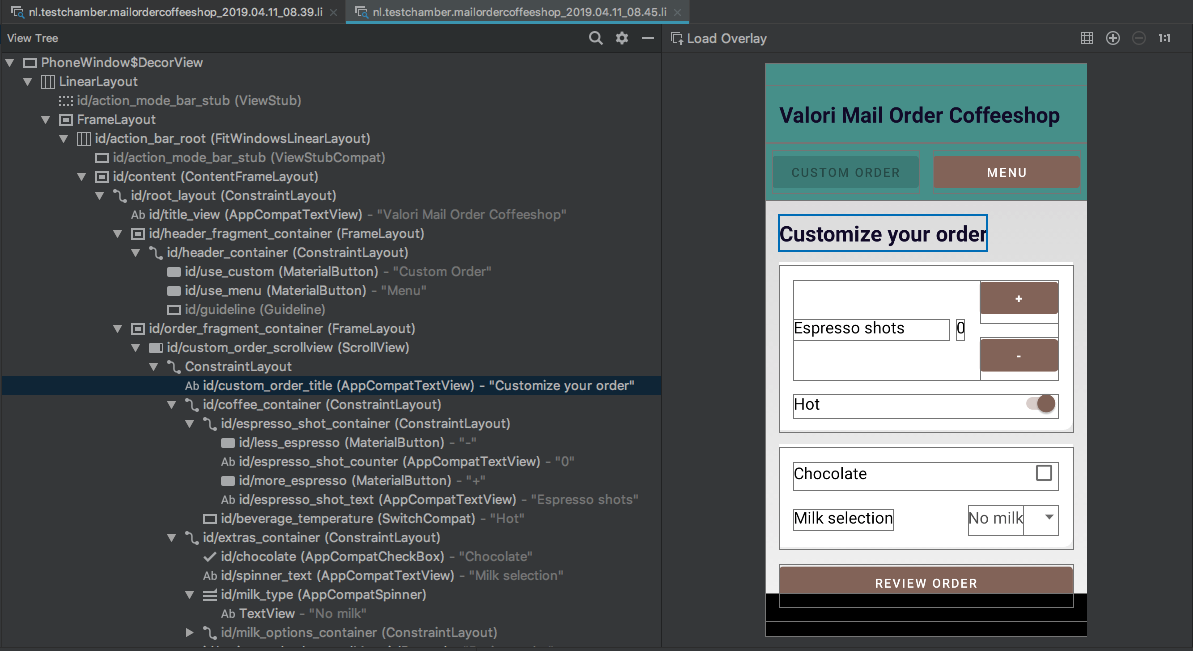 nl.testchamber.mailordercoffeeshop_2019.04.11_08.39.li
nl.testchamber.mailordercoffeeshop_2019.04.11_08.45.li
View Tree
PhoneWindow$DecorView
LinearLayout
id/action_mode_bar_stub (ViewStub)
FrameLayout
id/action_bar_root (FitWindowsLinearLayout)
id/action_mode_bar_stub (ViewStubCompat)
id/content (ContentFrameLayout)
id/root_layout (ConstraintLayout)
Ab id/title_view (AppCompatTextView) - "Valori Mail Order Coffeeshop"
id/header_fragment_container (FrameLayout)
id/header_container (ConstraintLayout)
id/use_custom (MaterialButton) - "Custom Order"
id/use_menu (MaterialButton) - "Menu"
id/guideline (Guideline)
id/order_fragment_container (FrameLayout)
id/custom_order_scrollview (ScrollView)
ConstraintLayout
Ab id/custom_order_title (AppCompatTextView) - "Customize your order"
id/coffee_container (ConstraintLayout)
id/espresso_shot_container (ConstraintLayout)
id/less_espresso (MaterialButton) - "-"
Ab id/espresso_shot_counter (AppCompatTextView) - "0"
id/more_espresso (MaterialButton) - "+"
Ab id/espresso_shot_text (AppCompatTextView) - "Espresso shots"
id/beverage_temperature (SwitchCompat) - "Hot"
id/extras_container (ConstraintLayout)
id/chocolate (AppCompatCheckBox) - "Chocolate"
Ab id/spinner_text (AppCompatTextView) - "Milk selection"
id/milk_type (AppCompatSpinner)
Ab TextView - "No milk"
id/milk_options_container (ConstraintLayout)
Load Overlay
1:1
Valori Mail Order Coffeeshop
CUSTOM ORDER MENU
Customize your order
+
Espresso shots 0
-
Hot
Chocolate
Milk selection No milk
REVIEW ORDER